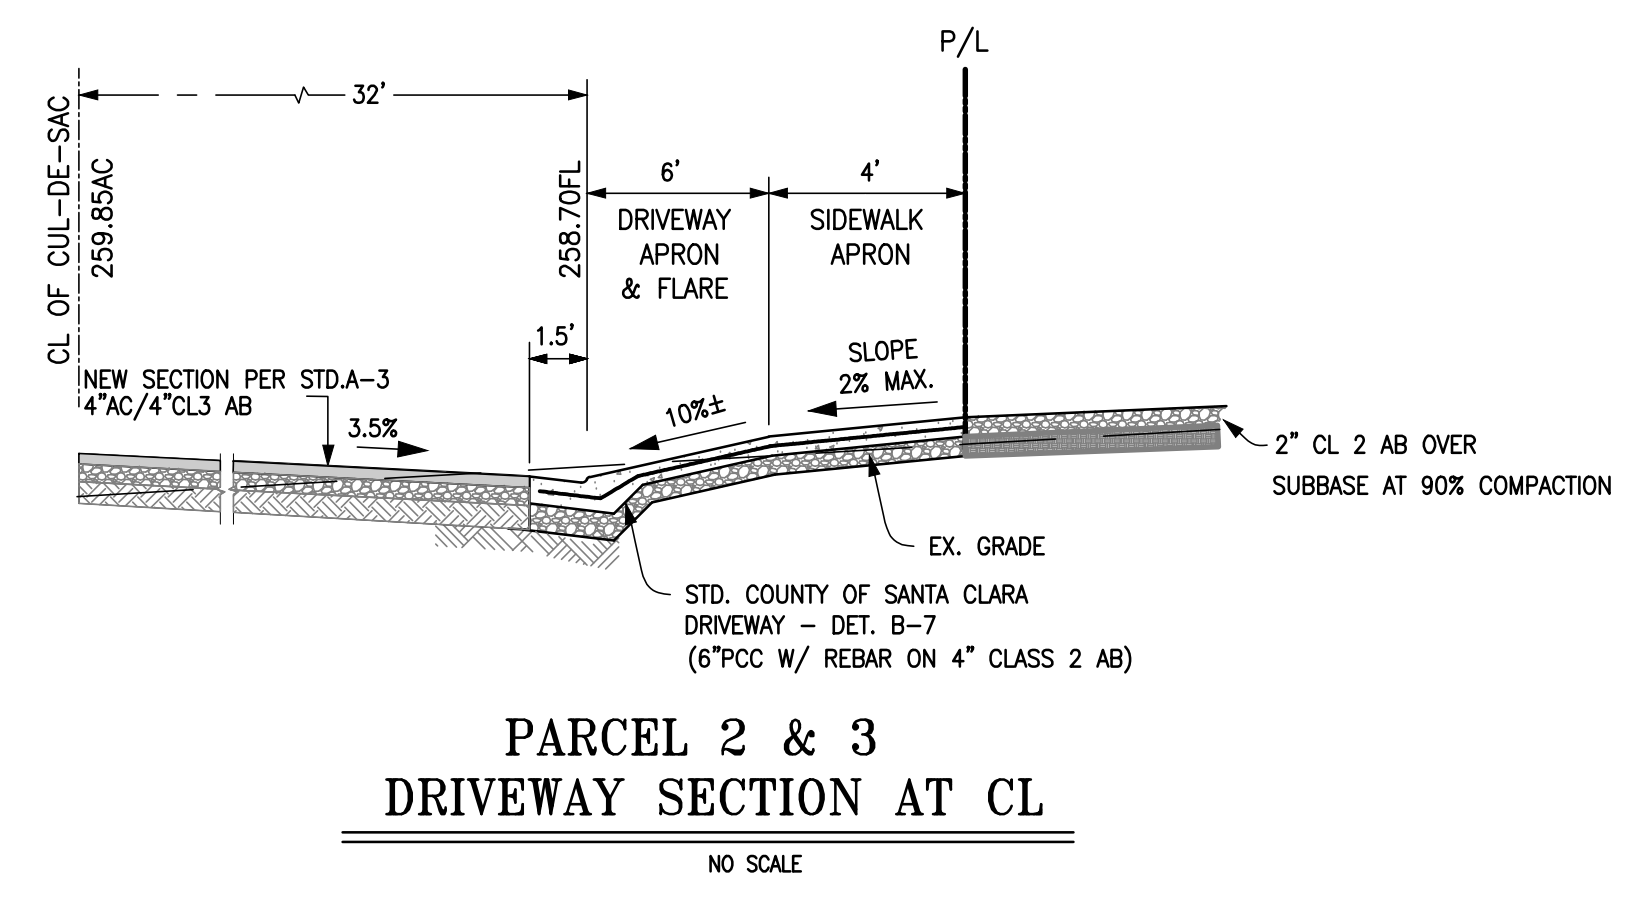 P/L
32'
CL OF CUL-DE-SAC
259.85AC
258.70FL
6'
4'
DRIVEWAY
APRON
& FLARE
SIDEWALK
APRON
1.5'
SLOPE
2% MAX.
NEW SECTION PER STD.A-3
4"AC/4"CL3 AB
3.5%
10%±
2" CL 2 AB OVER
SUBBASE AT 90% COMPACTION
EX. GRADE
STD. COUNTY OF SANTA CLARA
DRIVEWAY - DET. B-7
(6"PCC W/ REBAR ON 4" CLASS 2 AB)
PARCEL 2 & 3
DRIVEWAY SECTION AT CL
NO SCALE